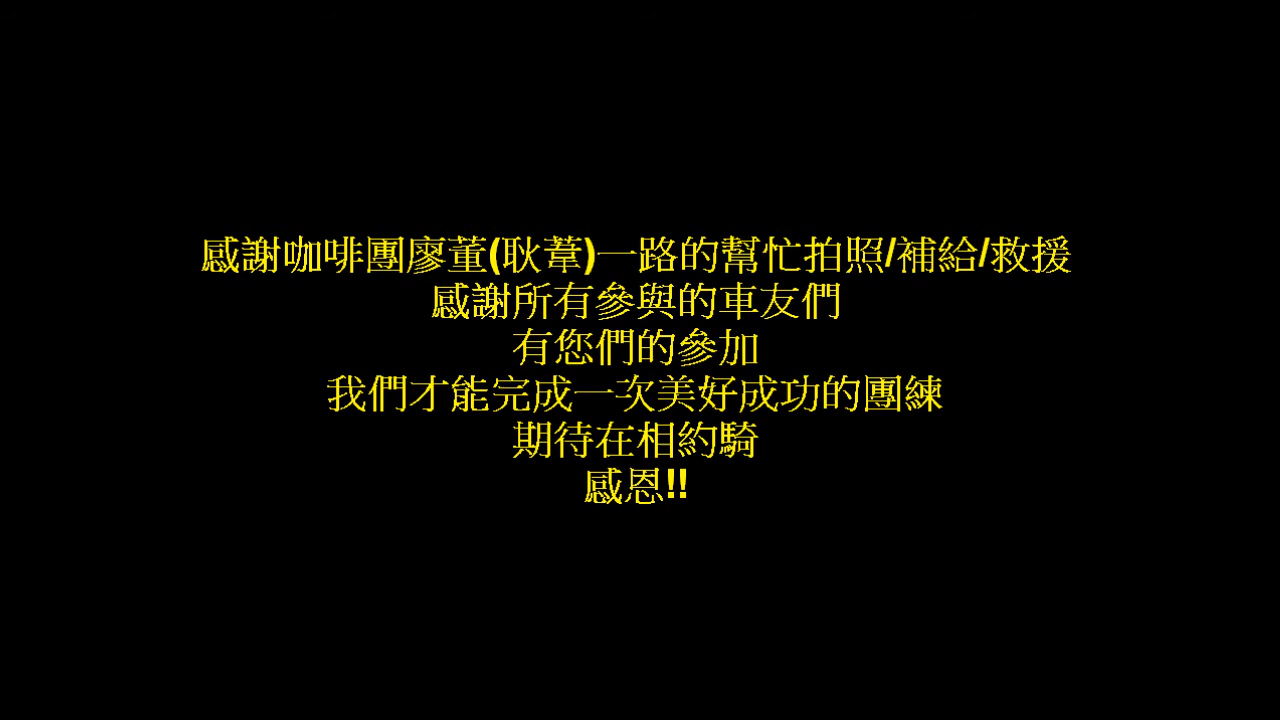 感謝咖啡團廖董(耿葦)一路的幫忙拍照/補給/救援
感謝所有參與的車友們
有您們的參加
我們才能完成一次美好成功的團練
期待在相約騎
感恩!!